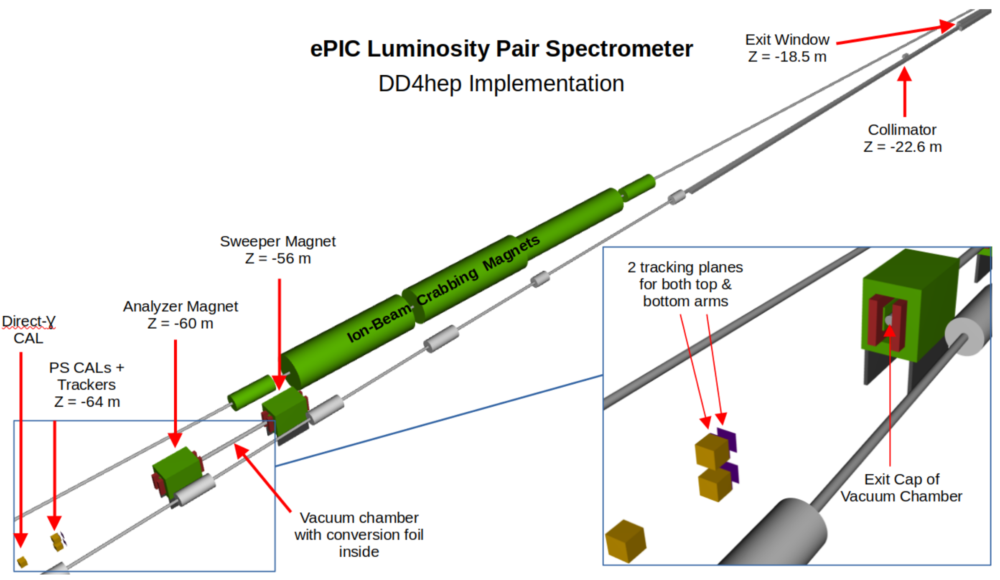 ePIC Luminosity Pair Spectrometer
DD4hep Implementation
Exit Window
Z = -18.5 m
Collimator
Z = -22.6 m
Sweeper Magnet
Z = -56 m
Ion-Beam Crabbing Magnets
Analyzer Magnet
Z = -60 m
Direct-γ
CAL
PS CALs +
Trackers
Z = -64 m
Vacuum chamber
with conversion foil
inside
2 tracking planes
for both top &
bottom arms
Exit Cap of
Vacuum Chamber